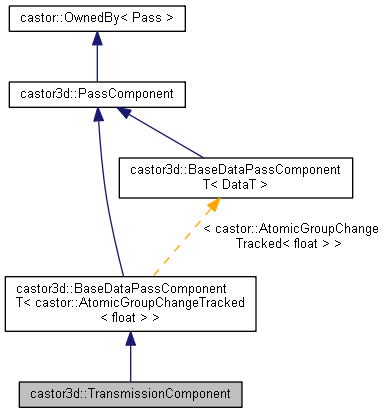 castor::OwnedBy< Pass >
castor3d::PassComponent
castor3d::BaseDataPassComponent
T< DataT >
< castor::AtomicGroupChange
Tracked< float > >
castor3d::BaseDataPassComponent
T< castor::AtomicGroupChangeTracked
< float > >
castor3d::TransmissionComponent